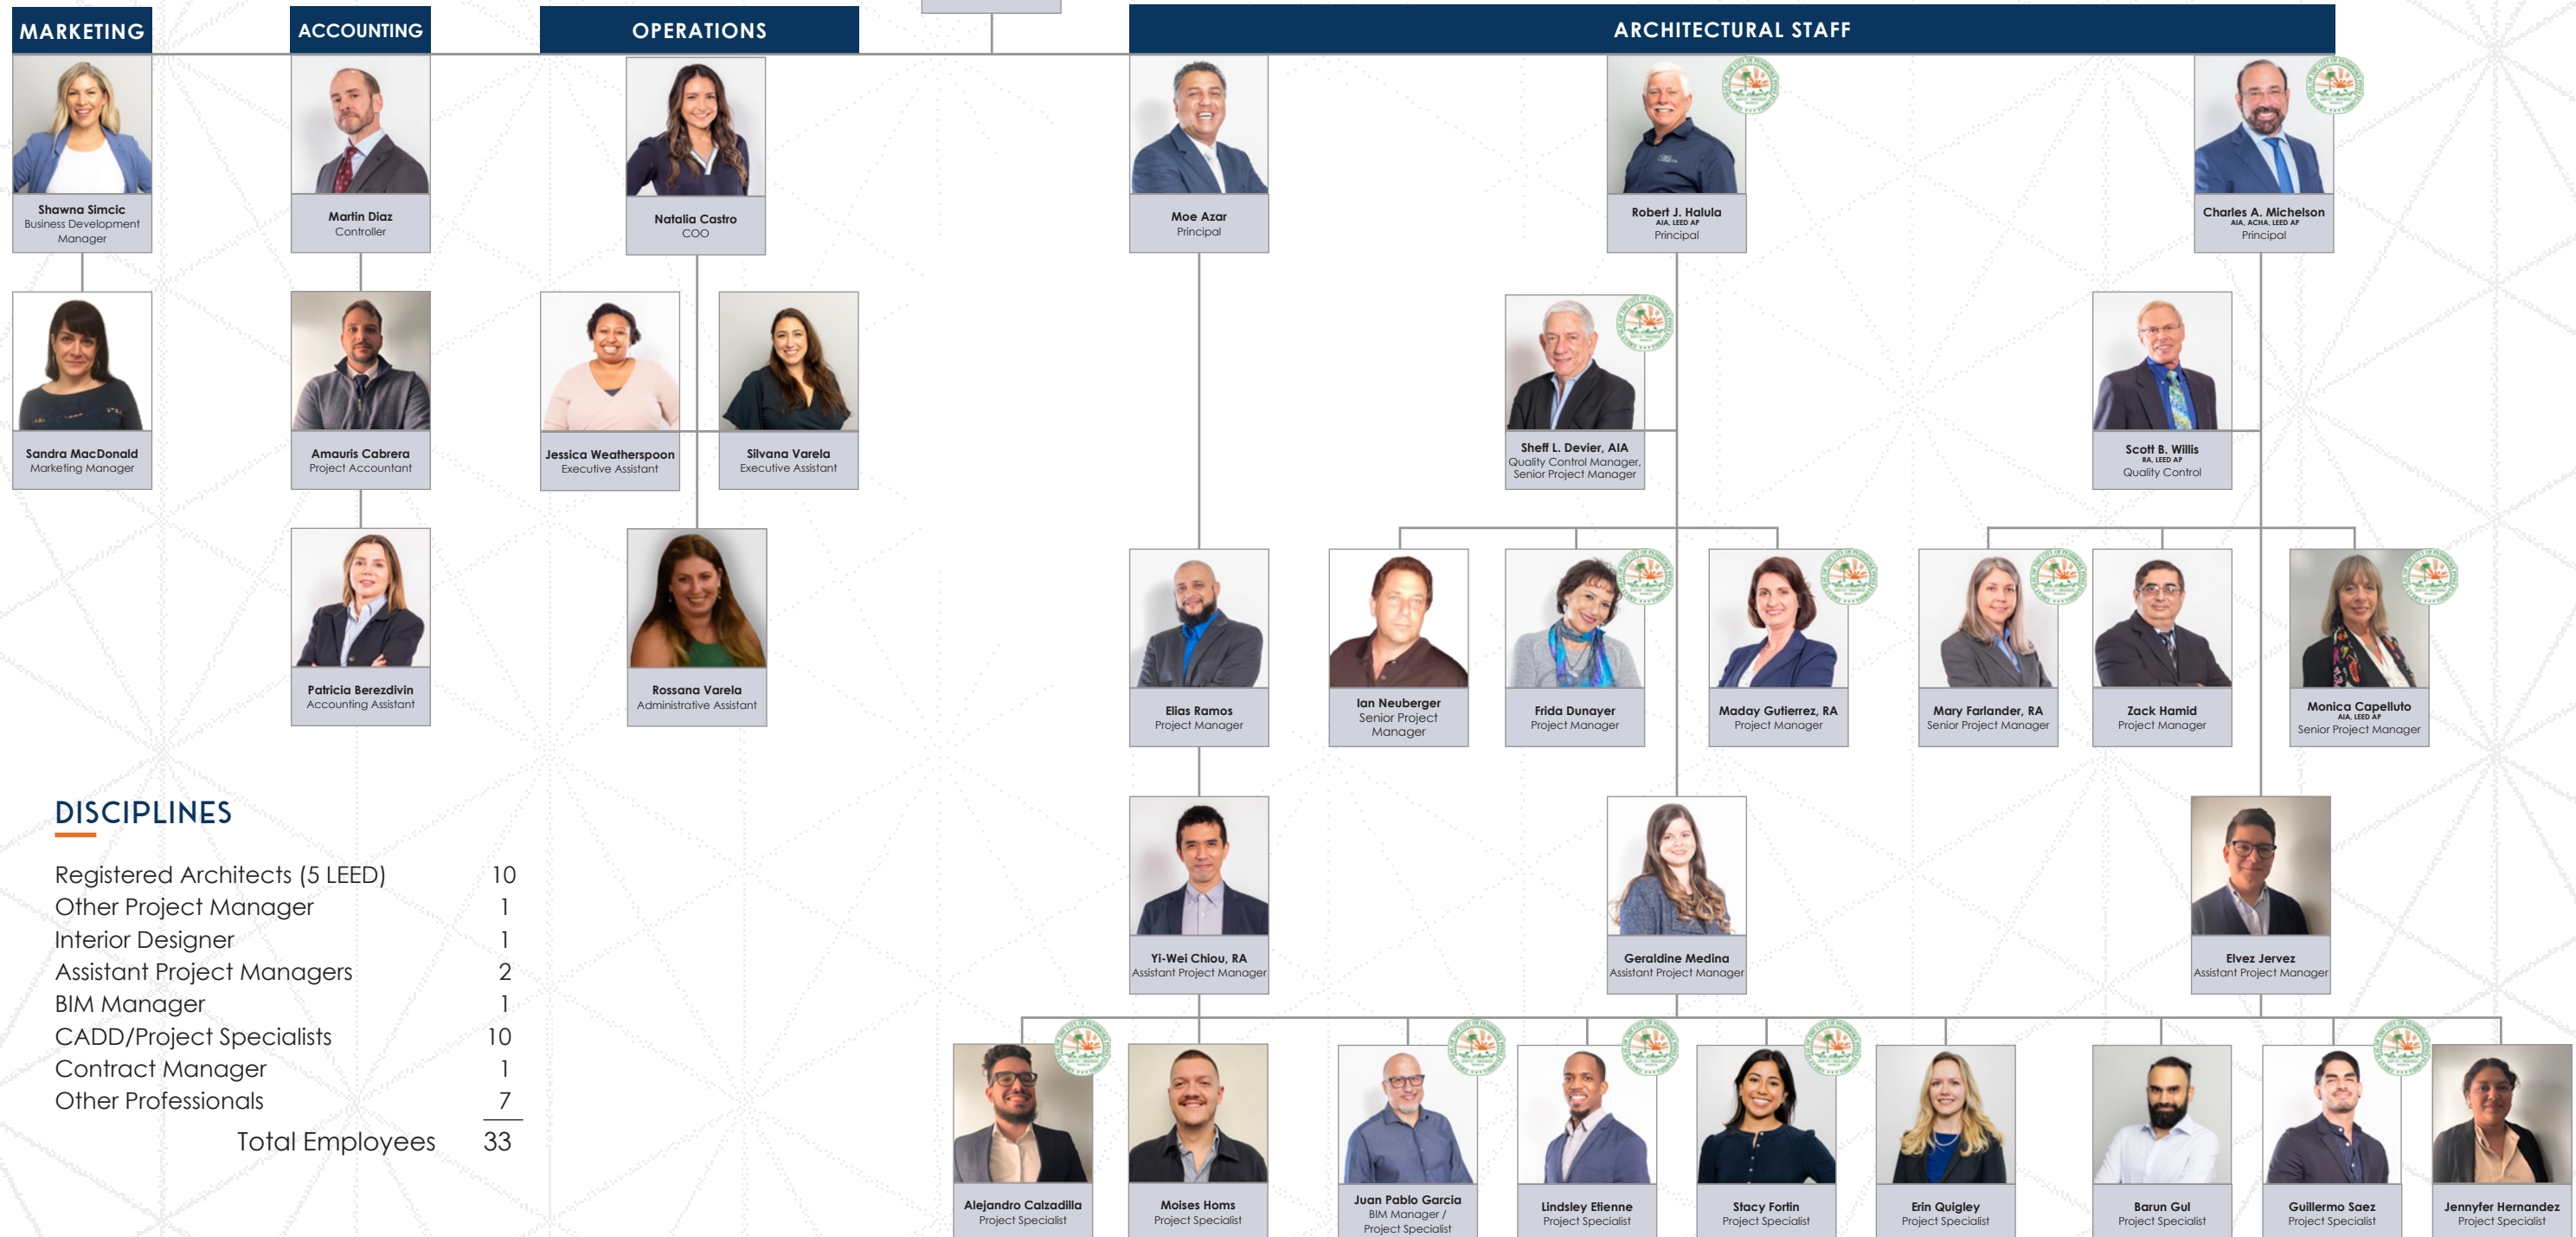 MARKETING
ACCOUNTING
OPERATIONS
ARCHITECTURAL STAFF
Shawna Simcic
Business Development
Manager
Martin Diaz
Controller
Natalia Castro
COO
Moe Azar
Principal
Robert J. Halula
AIA, LEED AP
Principal
Charles A. Michelson
AIA, ACHA, LEED AP
Principal
Sandra MacDonald
Marketing Manager
Amauris Cabrera
Project Accountant
Jessica Weatherspoon
Executive Assistant
Silvana Varela
Executive Assistant
Sheff L. Devier, AIA
Quality Control Manager,
Senior Project Manager
Scott B. Willis
RA, LEED AP
Quality Control
Patricia Berezdivin
Accounting Assistant
Rossana Varela
Administrative Assistant
Elias Ramos
Project Manager
Ian Neuberger
Senior Project
Manager
Frida Dunayer
Project Manager
Maday Gutierrez, RA
Project Manager
Mary Farlander, RA
Senior Project Manager
Zack Hamid
Project Manager
Monica Capelluto
AIA, LEED AP
Senior Project Manager
Yi-Wei Chiou, RA
Assistant Project Manager
Geraldine Medina
Assistant Project Manager
Elvez Jervez
Assistant Project Manager
DISCIPLINES
Registered Architects (5 LEED) 10
Other Project Manager 1
Interior Designer 1
Assistant Project Managers 2
BIM Manager 1
CADD/Project Specialists 10
Contract Manager 1
Other Professionals 7
Total Employees 33
Alejandro Calzadilla
Project Specialist
Moises Homs
Project Specialist
Juan Pablo Garcia
BIM Manager /
Project Specialist
Lindsley Etienne
Project Specialist
Stacy Fortin
Project Specialist
Erin Quigley
Project Specialist
Barun Gul
Project Specialist
Guillermo Saez
Project Specialist
Jennyfer Hernandez
Project Specialist